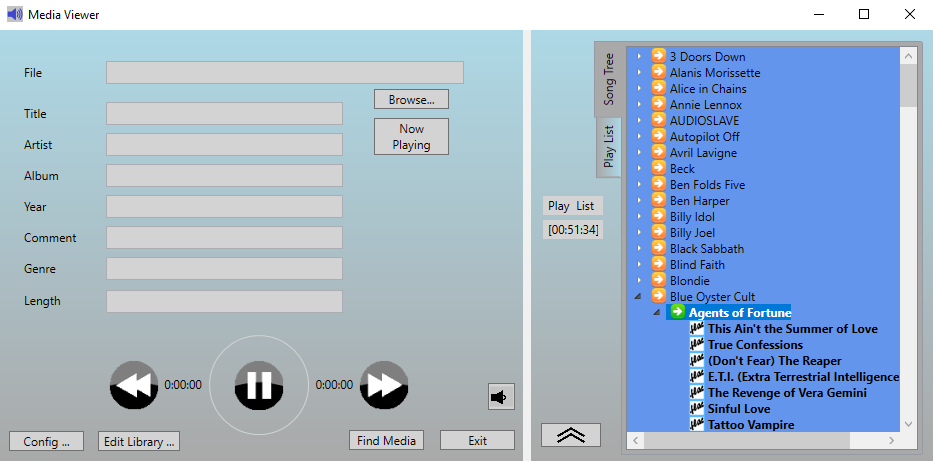 Media Viewer
File
Browse...
Title
Now
Playing
Artist
Album
Year
Comment
Genre
Length
0:00:00
0:00:00
Config ...
Edit Library ...
Find Media
Exit
Play List
[00:51:34]
Song Tree
Play List
3 Doors Down
Alanis Morissette
Alice in Chains
Annie Lennox
AUDIOSLAVE
Autopilot Off
Avril Lavigne
Beck
Ben Folds Five
Ben Harper
Billy Idol
Billy Joel
Black Sabbath
Blind Faith
Blondie
Blue Oyster Cult
Agents of Fortune
This Ain't the Summer of Love
True Confessions
(Don't Fear) The Reaper
E.T.I. (Extra Terrestrial Intelligence
The Revenge of Vera Gemini
Sinful Love
Tattoo Vampire